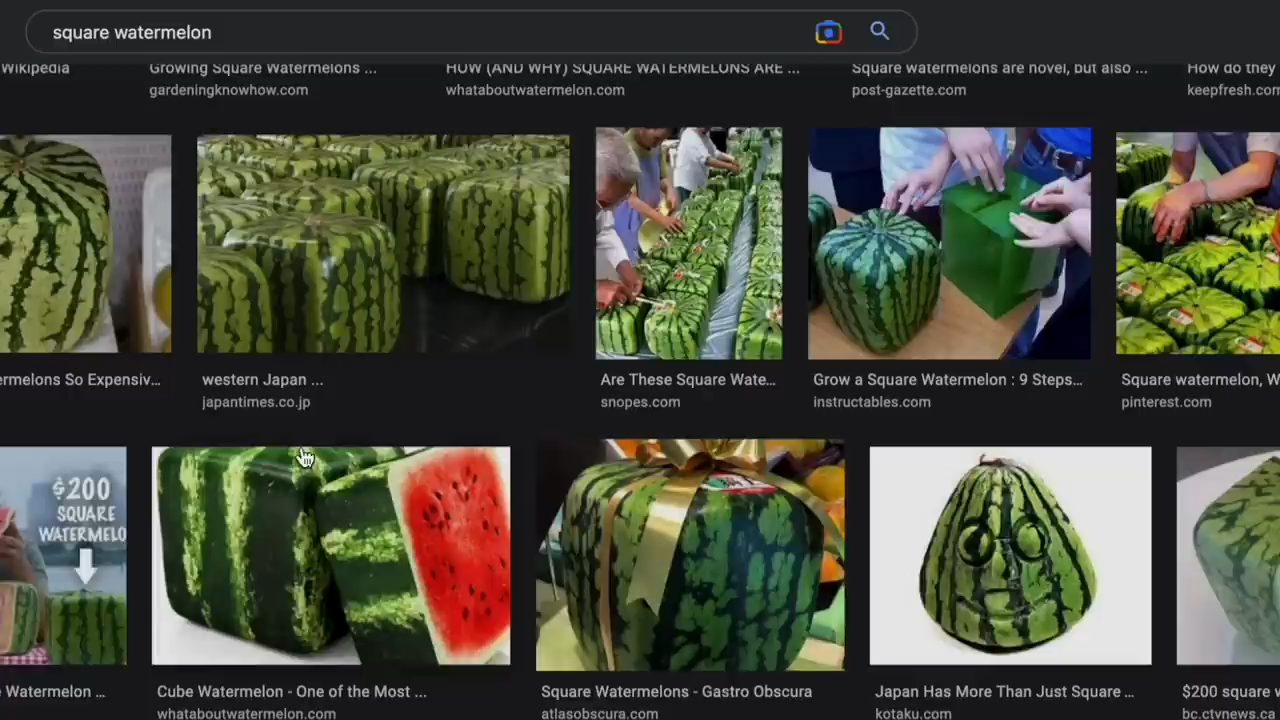 square watermelon
Wikipedia
Growing Square Watermelons ...
HOW (AND WHY) SQUARE WATERMELONS ARE ...
Square watermelons are novel, but also ...
How do they
gardeningknowhow.com
whataboutwatermelon.com
post-gazette.com
keepfresh.com
ermelons So Expensiv...
western Japan ...
Are These Square Wate...
Grow a Square Watermelon : 9 Steps...
Square watermelon, W
japantimes.co.jp
snopes.com
instructables.com
pinterest.com
$200
SQUARE
WATERMELO
e Watermelon ...
Cube Watermelon - One of the Most ...
Square Watermelons - Gastro Obscura
Japan Has More Than Just Square ...
$200 square w
whataboutwatermelon.com
atlasobscura.com
kotaku.com
bc.ctvnews.ca